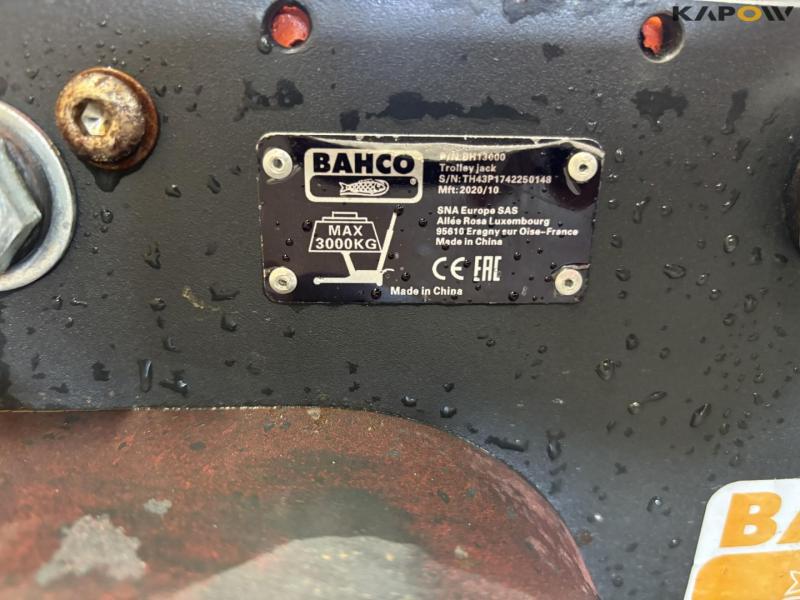 KAPOW
BAHCO
®
P/N: BH13000
Trolley jack
S/N: TH43P1742250148
Mft: 2020/10
SNA Europe SAS
Allée Rosa Luxembourg
95610 Eragny sur Oise-France
Made in China
MAX
3000KG
CE EAC
Made in China
BA